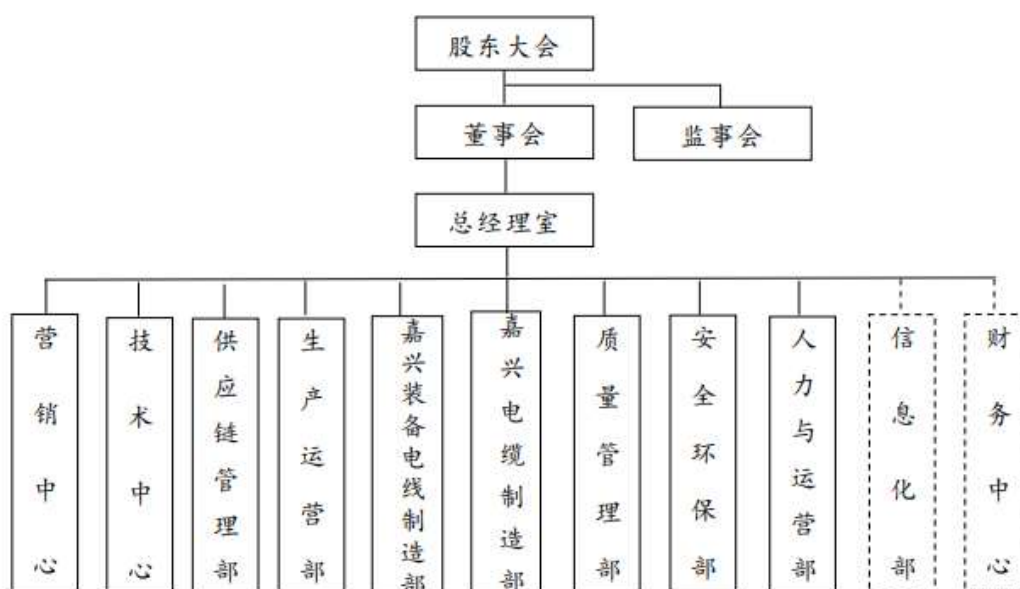 股东大会
董事会
监事会
总经理室
营销中心
技术中心
供应链管理部
生产运营部
嘉兴装备电线制造部
嘉兴电缆制造部
质量管理部
安全环保部
人力与运营部
信息化部
财务中心